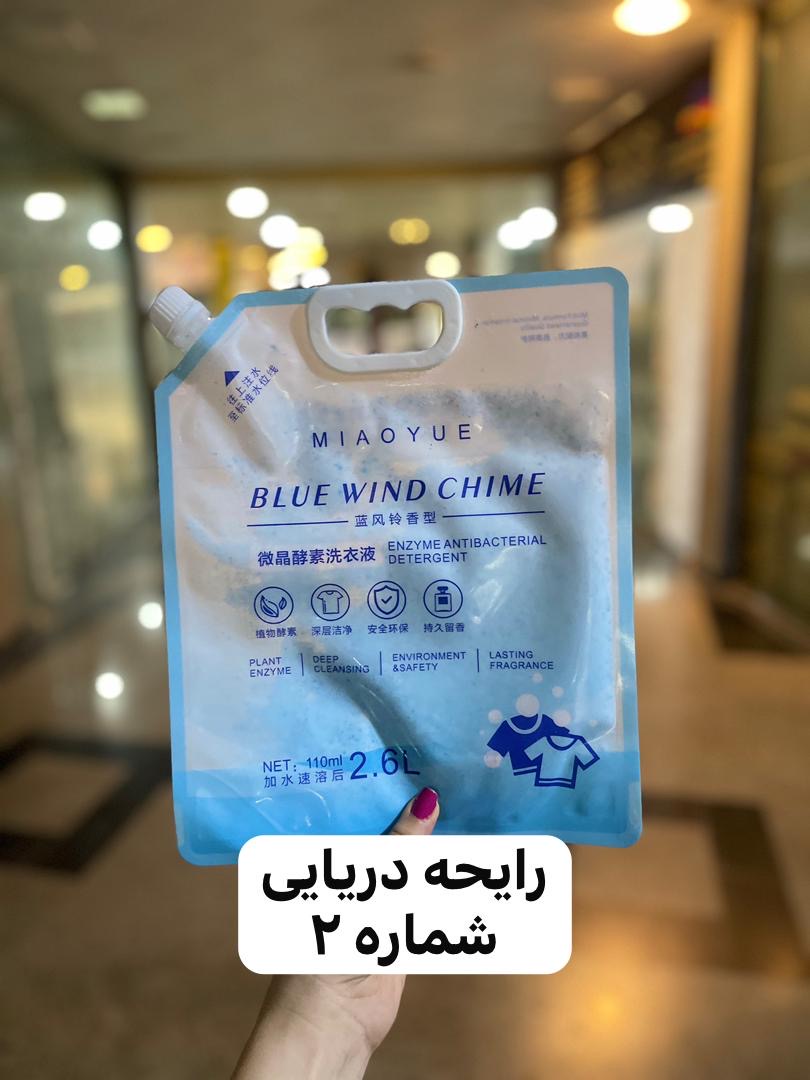 往上注水
至标准水位线
MIAOYUE
BLUE WIND CHIME
蓝风铃香型
微晶酵素洗衣液
ENZYME ANTIBACTERIAL
DETERGENT
植物酵素 深层洁净 安全环保 持久留香
PLANT
ENZYME
DEEP
CLEANSING
ENVIRONMENT
&SAFETY
LASTING
FRAGRANCE
NET: 110ml
加水速溶后 2.6L
رایحه دریایی
شماره ۲